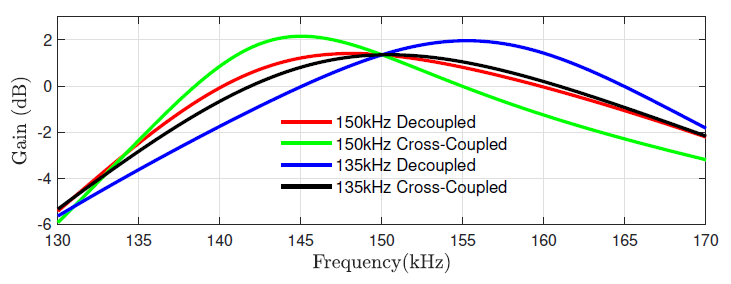 2
0
-2
-4
-6
Gain (dB)
150kHz Decoupled
150kHz Cross-Coupled
135kHz Decoupled
135kHz Cross-Coupled
130 135 140 145 150 155 160 165 170
Frequency(kHz)